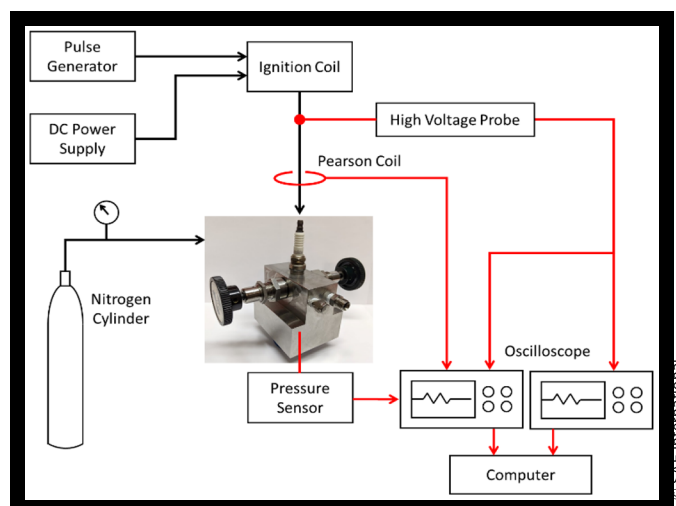 Pulse
Generator
Ignition Coil
DC Power
Supply
High Voltage Probe
Pearson Coil
Nitrogen
Cylinder
Oscilloscope
Pressure
Sensor
Computer